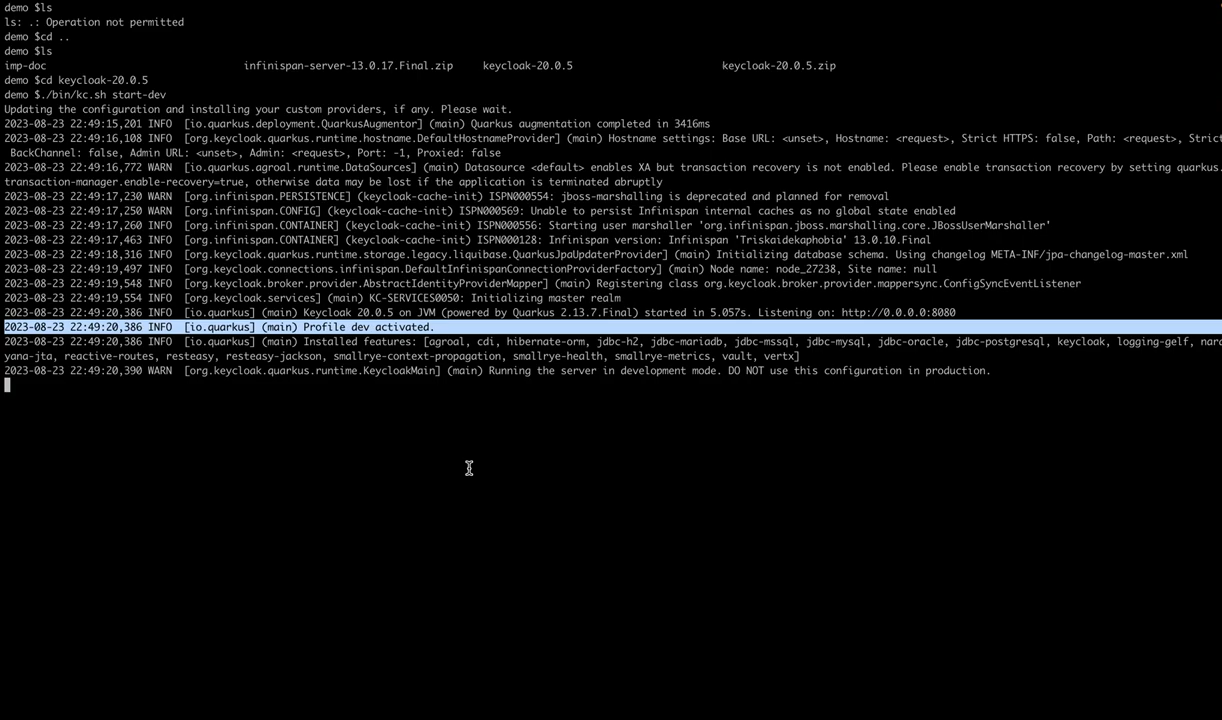 demo $ls
ls: .: Operation not permitted
demo $cd ..
demo $ls
imp-doc infinispan-server-13.0.17.Final.zip keycloak-20.0.5 keycloak-20.0.5.zip
demo $cd keycloak-20.0.5
demo $./bin/kc.sh start-dev
Updating the configuration and installing your custom providers, if any. Please wait.
2023-08-23 22:49:15,201 INFO  [io.quarkus.deployment.QuarkusAugmentor] (main) Quarkus augmentation completed in 3416ms
2023-08-23 22:49:16,108 INFO  [org.keycloak.quarkus.runtime.hostname.DefaultHostnameProvider] (main) Hostname settings: Base URL: <unset>, Hostname: <request>, Strict HTTPS: false, Path: <request>, Strict
BackChannel: false, Admin URL: <unset>, Admin: <request>, Port: -1, Proxied: false
2023-08-23 22:49:16,772 WARN  [io.quarkus.agroal.runtime.DataSources] (main) Datasource <default> enables XA but transaction recovery is not enabled. Please enable transaction recovery by setting quarkus.
transaction-manager.enable-recovery=true, otherwise data may be lost if the application is terminated abruptly
2023-08-23 22:49:17,230 WARN  [org.infinispan.PERSISTENCE] (keycloak-cache-init) ISPN000554: jboss-marshalling is deprecated and planned for removal
2023-08-23 22:49:17,250 WARN  [org.infinispan.CONFIG] (keycloak-cache-init) ISPN000569: Unable to persist Infinispan internal caches as no global state enabled
2023-08-23 22:49:17,260 INFO  [org.infinispan.CONTAINER] (keycloak-cache-init) ISPN000556: Starting user marshaller 'org.infinispan.jboss.marshalling.core.JBossUserMarshaller'
2023-08-23 22:49:17,463 INFO  [org.infinispan.CONTAINER] (keycloak-cache-init) ISPN000128: Infinispan version: Infinispan 'Triskaidekaphobia' 13.0.10.Final
2023-08-23 22:49:18,316 INFO  [org.keycloak.quarkus.runtime.storage.legacy.liquibase.QuarkusJpaUpdaterProvider] (main) Initializing database schema. Using changelog META-INF/jpa-changelog-master.xml
2023-08-23 22:49:19,497 INFO  [org.keycloak.connections.infinispan.DefaultInfinispanConnectionProviderFactory] (main) Node name: node_27238, Site name: null
2023-08-23 22:49:19,548 INFO  [org.keycloak.broker.provider.AbstractIdentityProviderMapper] (main) Registering class org.keycloak.broker.provider.mappersync.ConfigSyncEventListener
2023-08-23 22:49:19,554 INFO  [org.keycloak.services] (main) KC-SERVICES0050: Initializing master realm
2023-08-23 22:49:20,386 INFO  [io.quarkus] (main) Keycloak 20.0.5 on JVM (powered by Quarkus 2.13.7.Final) started in 5.057s. Listening on: http://0.0.0.0:8080
2023-08-23 22:49:20,386 INFO  [io.quarkus] (main) Profile dev activated.
2023-08-23 22:49:20,386 INFO  [io.quarkus] (main) Installed features: [agroal, cdi, hibernate-orm, jdbc-h2, jdbc-mariadb, jdbc-mssql, jdbc-mysql, jdbc-oracle, jdbc-postgresql, keycloak, logging-gelf, nara
yana-jta, reactive-routes, resteasy, resteasy-jackson, smallrye-context-propagation, smallrye-health, smallrye-metrics, vault, vertx]
2023-08-23 22:49:20,390 WARN  [org.keycloak.quarkus.runtime.KeycloakMain] (main) Running the server in development mode. DO NOT use this configuration in production.